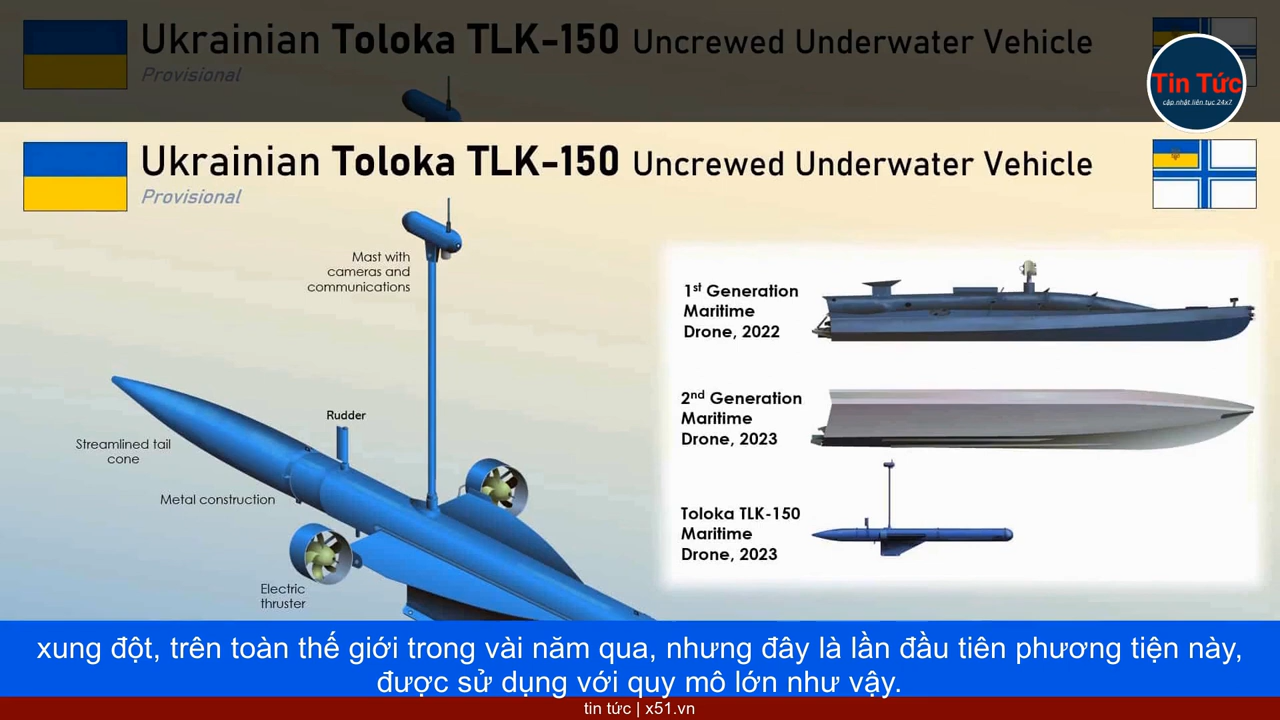 Ukrainian Toloka TLK-150 Uncrewed Underwater Vehicle
Provisional
Tin Tức
cập nhật liên tục 24x7
Ukrainian Toloka TLK-150 Uncrewed Underwater Vehicle
Provisional
Mast with
cameras and
communications
Rudder
Streamlined tail
cone
Metal construction
Electric
thruster
1st Generation
Maritime
Drone, 2022
2nd Generation
Maritime
Drone, 2023
Toloka TLK-150
Maritime
Drone, 2023
xung đột, trên toàn thế giới trong vài năm qua, nhưng đây là lần đầu tiên phương tiện này,
được sử dụng với quy mô lớn như vậy.
tin tức | x51.vn